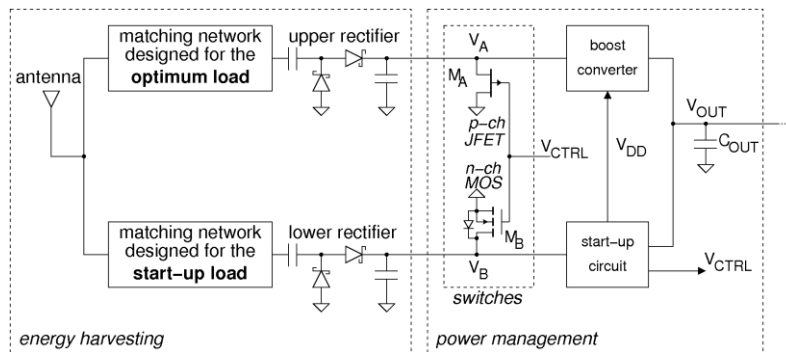 matching network
designed for the
optimum load
upper rectifier
antenna
V_A
M_A
p-ch
JFET
boost
converter
V_OUT
C_OUT
V_CTRL
V_DD
n-ch
MOS
M_B
matching network
designed for the
start-up load
lower rectifier
V_B
start-up
circuit
V_CTRL
switches
energy harvesting
power management